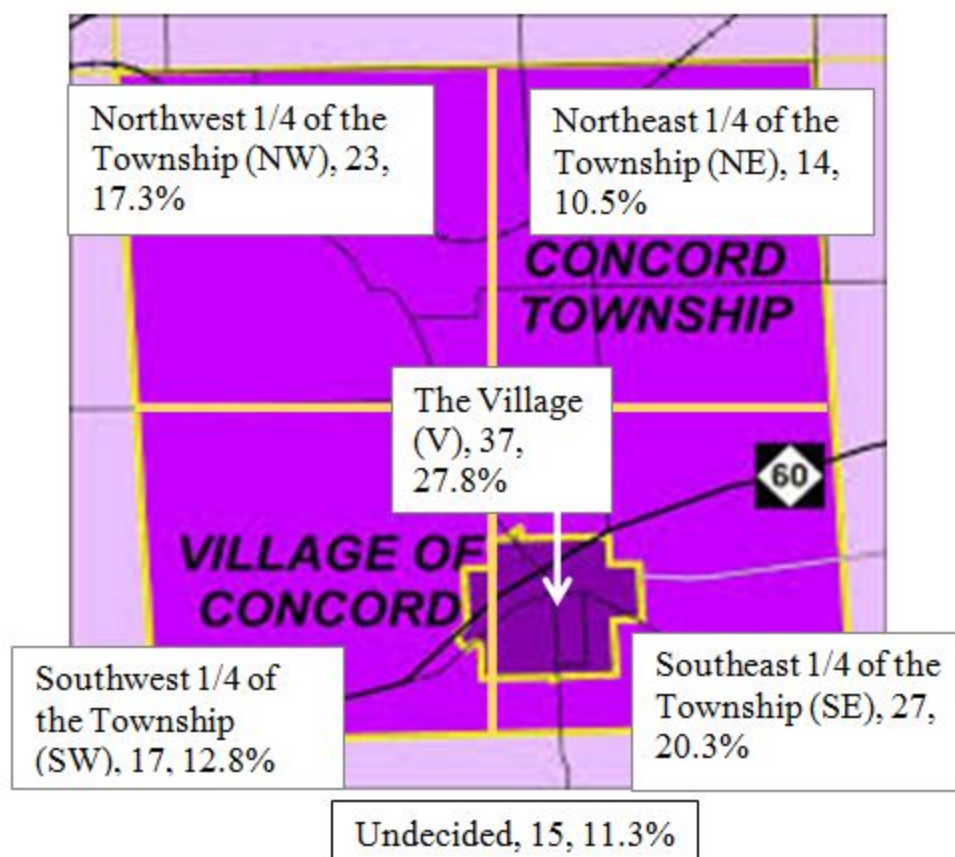 Northwest 1/4 of the
Township (NW), 23,
17.3%
Northeast 1/4 of the
Township (NE), 14,
10.5%
CONCORD
TOWNSHIP
The Village
(V), 37,
27.8%
60
VILLAGE OF
CONCORD
Southwest 1/4 of
the Township
(SW), 17, 12.8%
Southeast 1/4 of the
Township (SE), 27,
20.3%
Undecided, 15, 11.3%